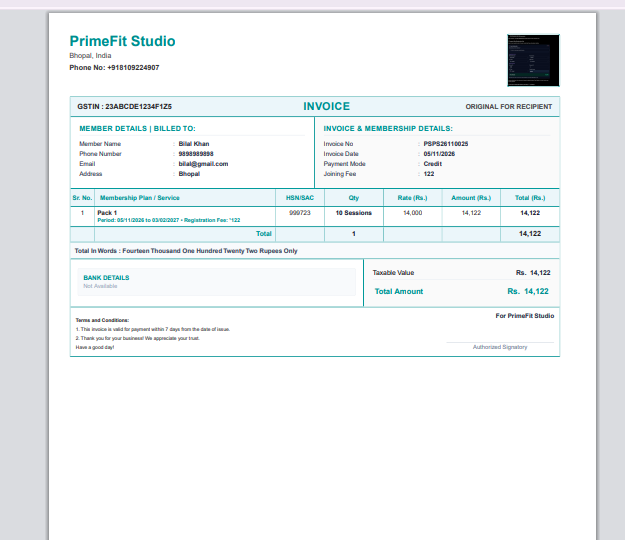 PrimeFit Studio
Bhopal, India
Phone No: +918109224907
GSTIN : 23ABCDE1234F1Z5 INVOICE ORIGINAL FOR RECIPIENT
MEMBER DETAILS | BILLED TO:
Member Name : Bilal Khan
Phone Number : 9898989898
Email : bilal@gmail.com
Address : Bhopal
INVOICE & MEMBERSHIP DETAILS:
Invoice No : PSPS26110025
Invoice Date : 05/11/2026
Payment Mode : Credit
Joining Fee : 122
Sr. No. Membership Plan / Service HSN/SAC Qty Rate (Rs.) Amount (Rs.) Total (Rs.)
1 Pack 1 999723 10 Sessions 14,000 14,122 14,122
Period: 05/11/2026 to 03/02/2027 • Registration Fee: ¹122
Total 1 14,122
Total In Words : Fourteen Thousand One Hundred Twenty Two Rupees Only
BANK DETAILS
Not Available
Taxable Value Rs. 14,122
Total Amount Rs. 14,122
Terms and Conditions:
1. This invoice is valid for payment within 7 days from the date of issue.
2. Thank you for your business! We appreciate your trust.
Have a good day!
For PrimeFit Studio
Authorized Signatory